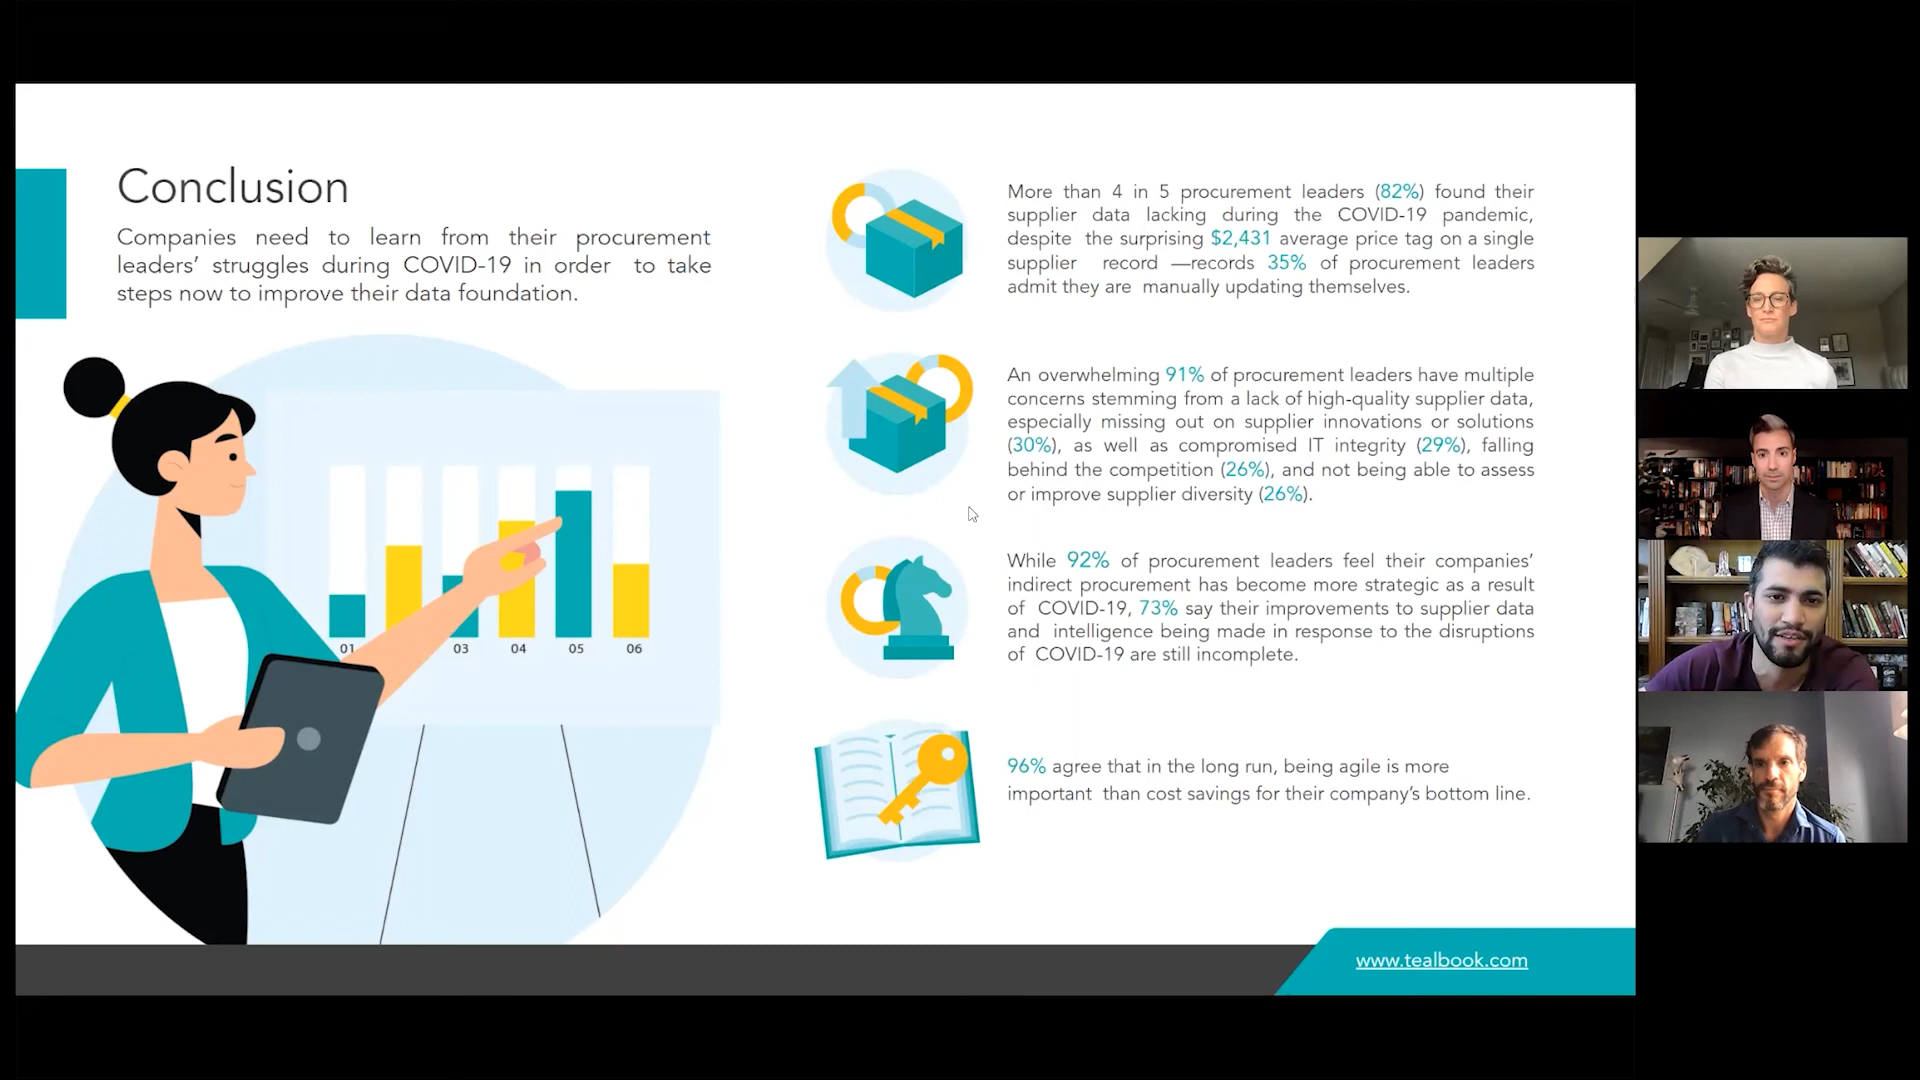 Conclusion
Companies need to learn from their procurement
leaders’ struggles during COVID-19 in order to take
steps now to improve their data foundation.
01
03
04
05
06
More than 4 in 5 procurement leaders (82%) found their
supplier data lacking during the COVID-19 pandemic,
despite the surprising $2,431 average price tag on a single
supplier record —records 35% of procurement leaders
admit they are manually updating themselves.
An overwhelming 91% of procurement leaders have multiple
concerns stemming from a lack of high-quality supplier data,
especially missing out on supplier innovations or solutions
(30%), as well as compromised IT integrity (29%), falling
behind the competition (26%), and not being able to assess
or improve supplier diversity (26%).
While 92% of procurement leaders feel their companies’
indirect procurement has become more strategic as a result
of COVID-19, 73% say their improvements to supplier data
and intelligence being made in response to the disruptions
of COVID-19 are still incomplete.
96% agree that in the long run, being agile is more
important than cost savings for their company’s bottom line.
www.tealbook.com